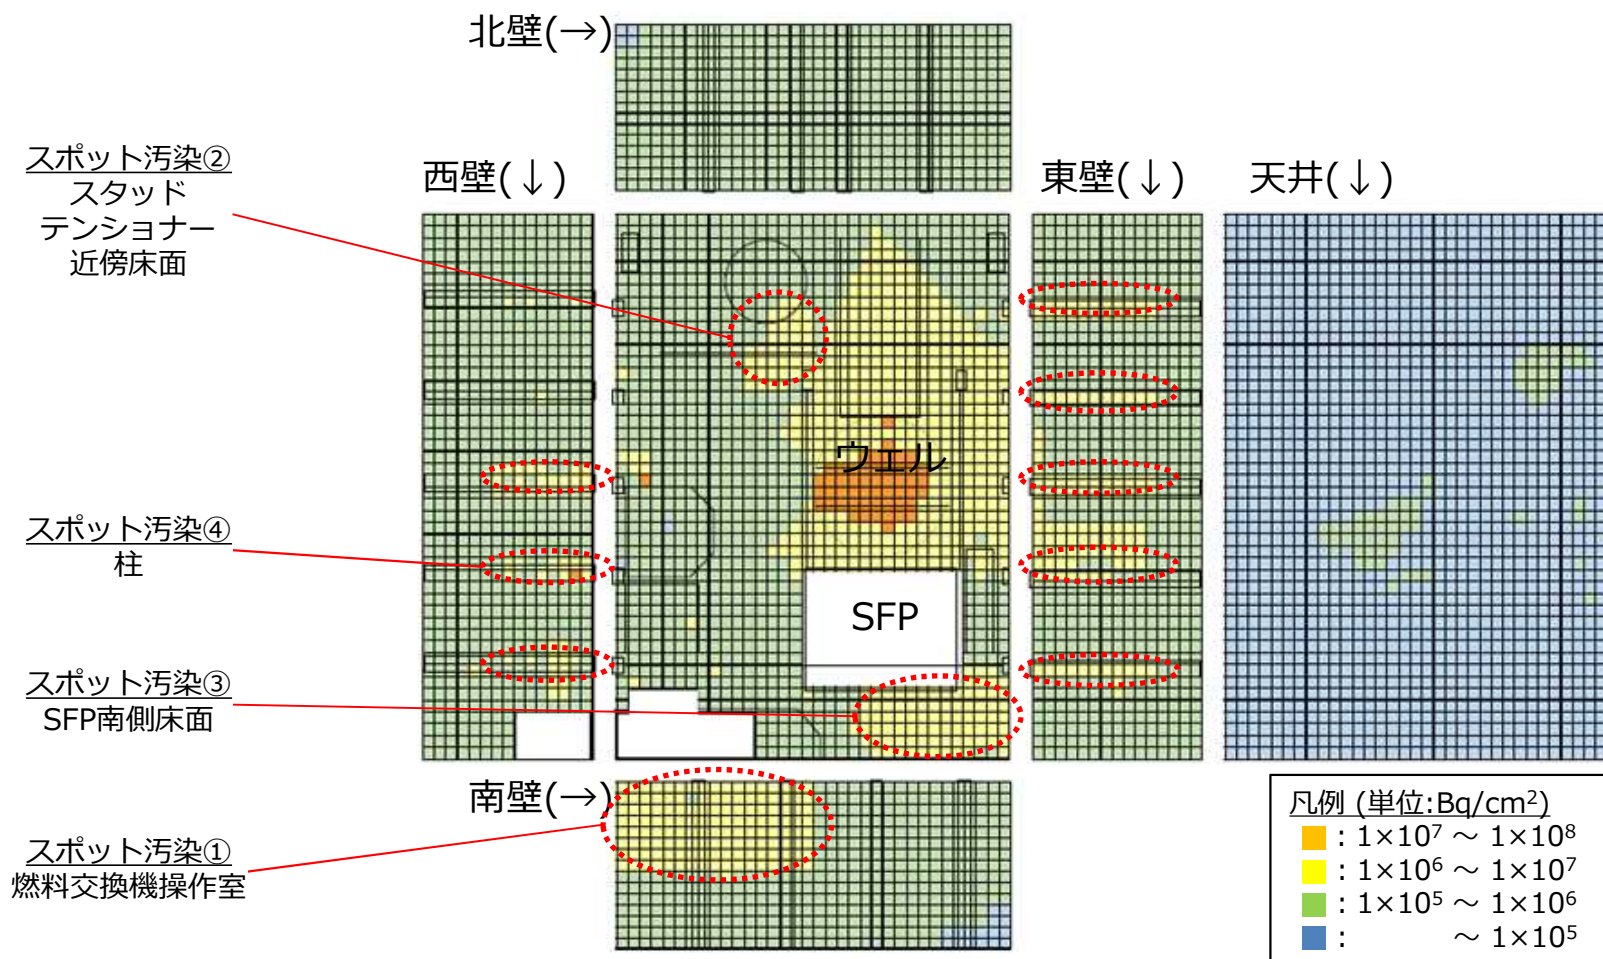 北壁(→)
スポット汚染②
スタッド
テンショナー
近傍床面
西壁(↓)
東壁(↓)
天井(↓)
ウェル
スポット汚染④
柱
SFP
スポット汚染③
SFP南側床面
南壁(→)
スポット汚染①
燃料交換機操作室
凡例 (単位:Bq/cm²)
: 1×10⁷ ～ 1×10⁸
: 1×10⁶ ～ 1×10⁷
: 1×10⁵ ～ 1×10⁶
: ～ 1×10⁵